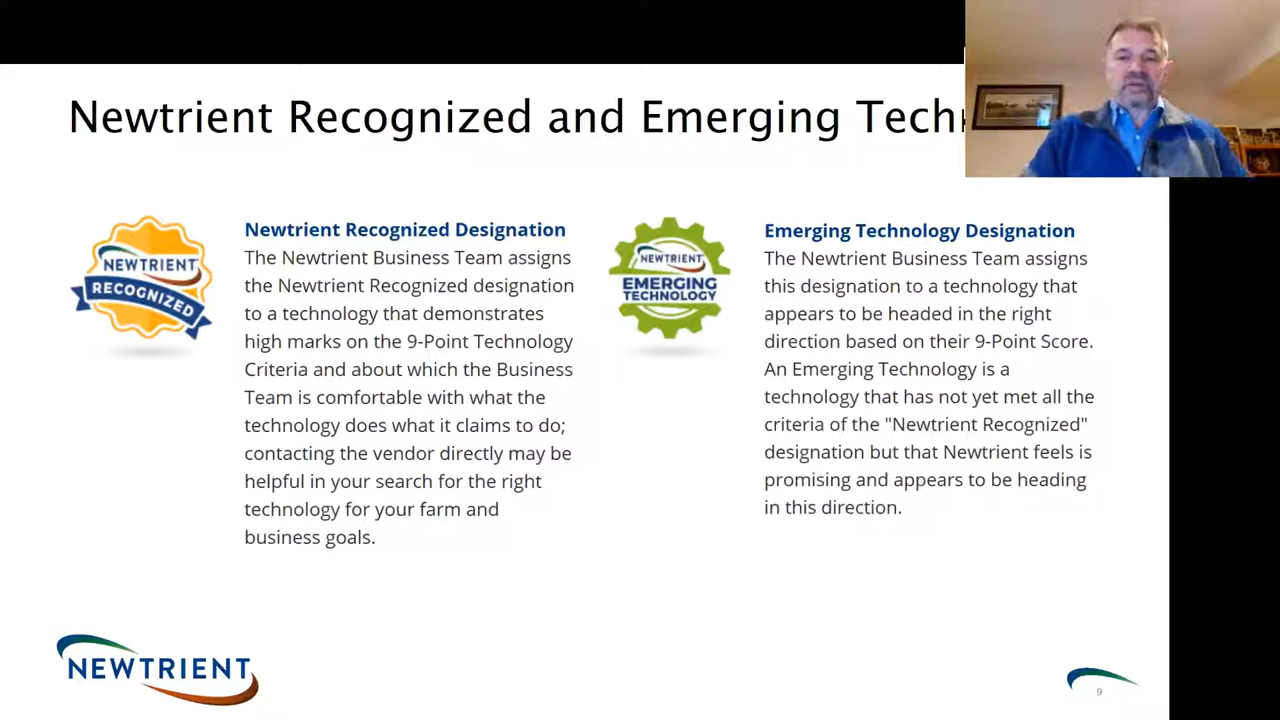 Newtrient Recognized and Emerging
NEWTRIENT
RECOGNIZED
Newtrient Recognized Designation
The Newtrient Business Team assigns
the Newtrient Recognized designation
to a technology that demonstrates
high marks on the 9-Point Technology
Criteria and about which the Business
Team is comfortable with what the
technology does what it claims to do;
contacting the vendor directly may be
helpful in your search for the right
technology for your farm and
business goals.
NEWTRIENT
EMERGING
TECHNOLOGY
Emerging Technology Designation
The Newtrient Business Team assigns
this designation to a technology that
appears to be headed in the right
direction based on their 9-Point Score.
An Emerging Technology is a
technology that has not yet met all the
criteria of the "Newtrient Recognized"
designation but that Newtrient feels is
promising and appears to be heading
in this direction.
NEWTRIENT
9